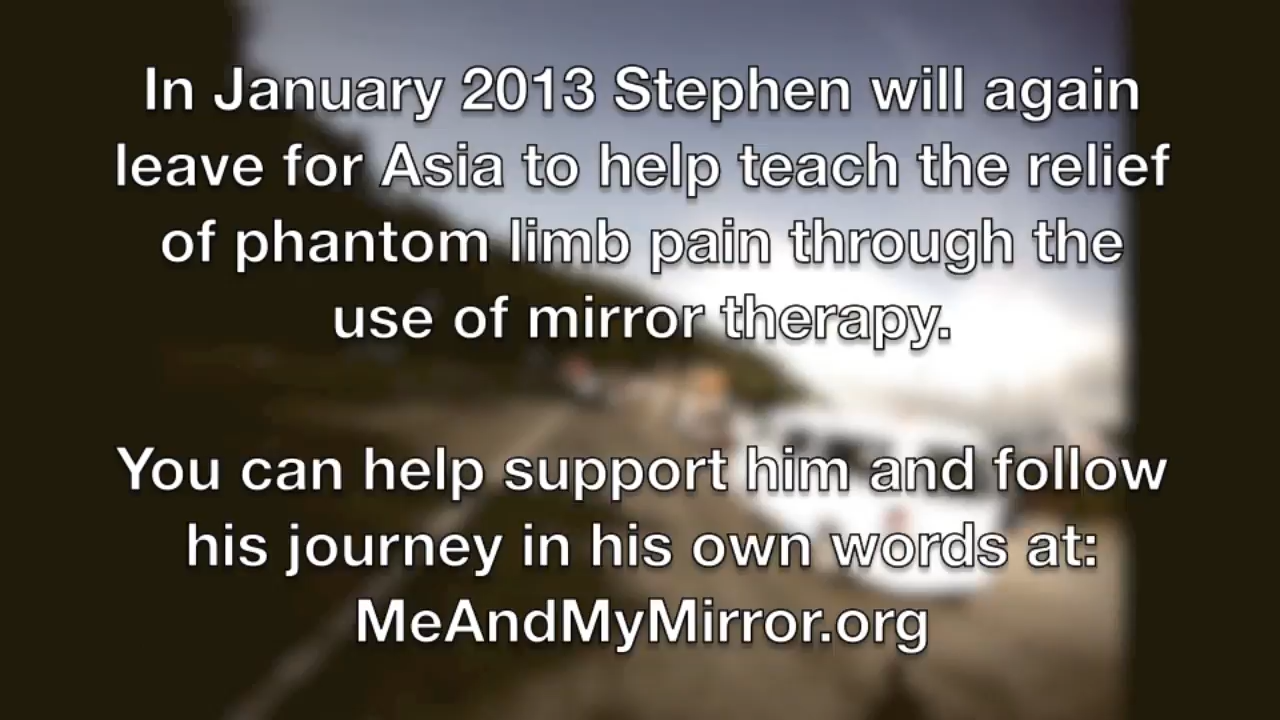 In January 2013 Stephen will again
leave for Asia to help teach the relief
of phantom limb pain through the
use of mirror therapy.
You can help support him and follow
his journey in his own words at:
MeAndMyMirror.org